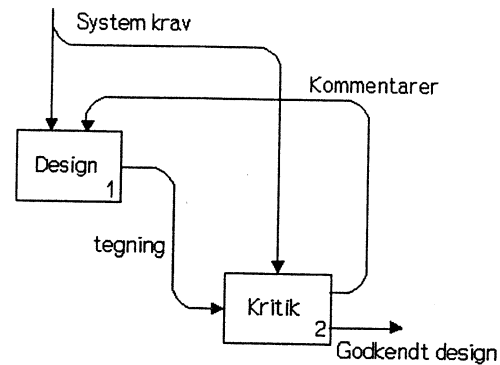 System krav
Kommentarer
Design
1
tegning
Kritik
2
Godkendt design